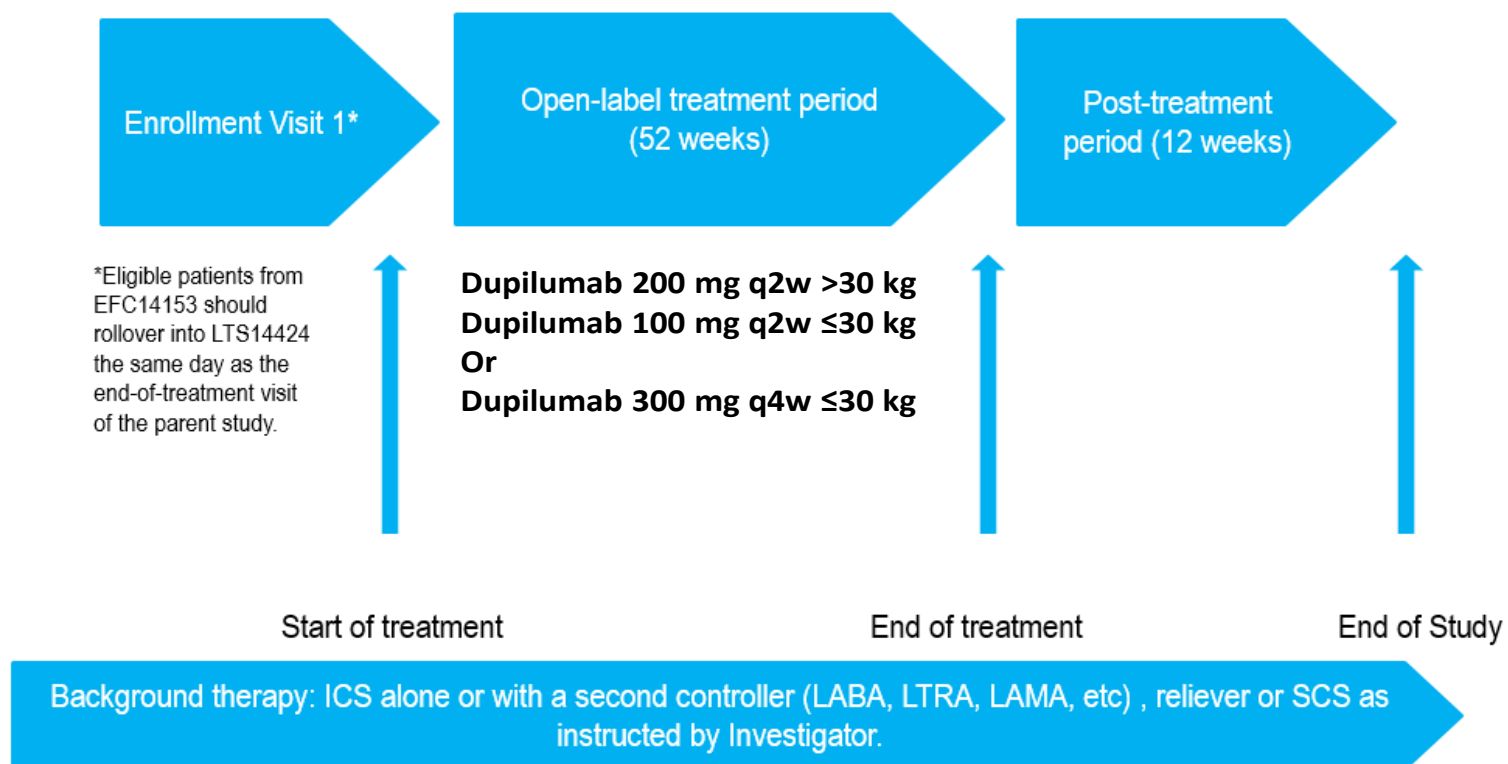 Enrollment Visit 1*
Open-label treatment period
(52 weeks)
Post-treatment
period (12 weeks)
*Eligible patients from
EFC14153 should
rollover into LTS14424
the same day as the
end-of-treatment visit
of the parent study.
Dupilumab 200 mg q2w >30 kg
Dupilumab 100 mg q2w ≤30 kg
Or
Dupilumab 300 mg q4w ≤30 kg
Start of treatment
End of treatment
End of Study
Background therapy: ICS alone or with a second controller (LABA, LTRA, LAMA, etc) , reliever or SCS as
instructed by Investigator.